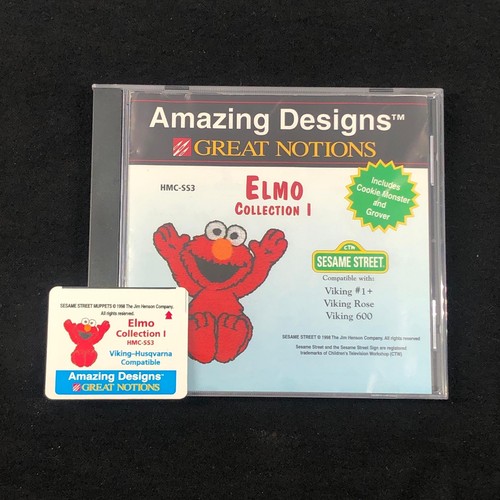 Amazing Designs™
GREAT NOTIONS
HMC-SS3
ELMO
COLLECTION I
Includes
Cookie Monster
and
Grover
CTW
SESAME STREET
Compatible with:
Viking #1+
Viking Rose
Viking 600
SESAME STREET © 1998 The Jim Henson Company.
All rights reserved.
Sesame Street and the Sesame Street Sign are registered
trademarks of Children's Television Workshop (CTW)
SESAME STREET MUPPETS © 1998 The Jim Henson Company.
All rights reserved.
Elmo
Collection I
HMC-SS3
Viking-Husqvarna
Compatible
Amazing Designs™
GREAT NOTIONS